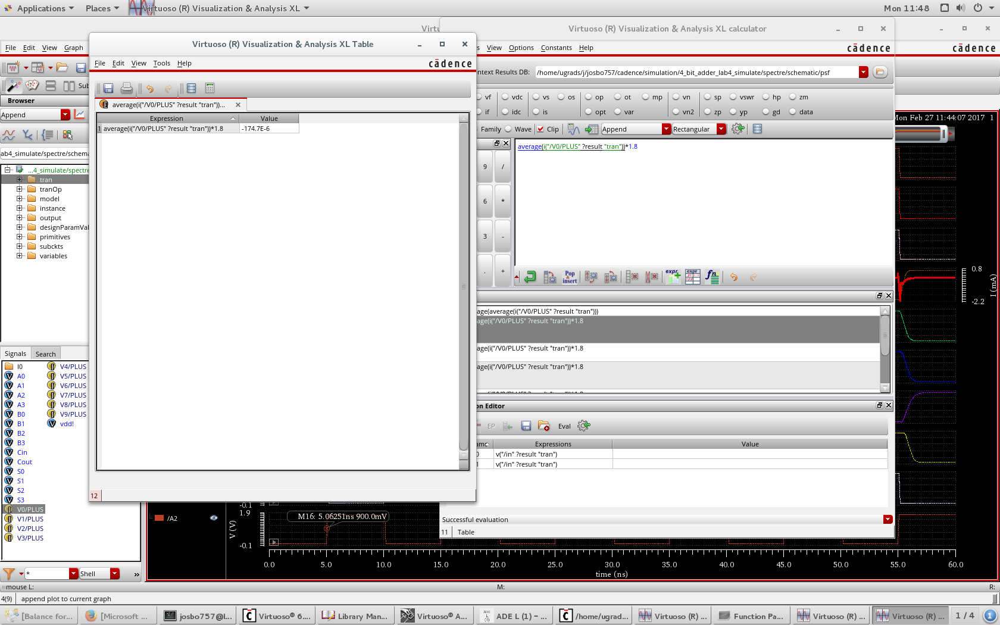 Applications
Places
Virtuoso (R) Visualization & Analysis XL
Mon 11:48
Virtuoso (R) Visualization & Analysis XL calculator
File Edit View Graph
View Options Constants Help
cādence
cādence
Virtuoso (R) Visualization & Analysis XL Table
File Edit View Tools Help
cādence
average(i("/V0/PLUS" ?result "tran"))...
Expression Value
1 average(i("/V0/PLUS" ?result "tran"))*1.8 -174.7E-6
12
Browser
Append
ab4_simulate/spectre/schema
...4_simulate/spectre
tran
tranOp
model
instance
output
designParamVal
primitives
subckts
variables
Signals Search
I0 V4/PLUS
A0 V5/PLUS
A1 V6/PLUS
A2 V7/PLUS
A3 V8/PLUS
B0 V9/PLUS
B1 vdd!
B2
B3
Cin
Cout
S0
S1
S2
S3
V0/PLUS
V1/PLUS
V2/PLUS
V3/PLUS
* Shell »
ntext Results DB: /home/ugrads/j/josbo757/cadence/simulation/4_bit_adder_lab4_simulate/spectre/schematic/psf
vf vdc vs os op ot mp vn sp vswr hp zm
if idc is opt var vn2 zp yp gd data
Family Wave Clip Append Rectangular
average(i("/V0/PLUS" ?result "tran"))*1.8
9 /
6 *
3 -
. +
Pop & insert
expr
expr
fn
age(average(i("/V0/PLUS" ?result "tran")))
age(i("/V0/PLUS" ?result "tran"))*1.8
age(i("/V0/PLUS" ?result "tran"))*1.8
age(i("/V0/PLUS" ?result "tran"))*1.8
on Editor
EP Eval
Expressions Value
0 v("/in" ?result "tran")
1 v("/in" ?result "tran")
Successful evaluation
11 Table
Mon Feb 27 11:44:07 2017 1
0.8
I (mA)
-2.2
-0.1
1.9
/A2
V (V)
-0.1
M16: 5.06251ns 900.0mV
0.0 5.0 10.0 15.0 20.0 25.0 30.0 35.0 40.0 45.0 50.0 55.0 60.0
time (ns)
mouse L: M: R:
4(9) append plot to current graph
[Balance for...
[Microsoft ...
josbo757@l...
Virtuoso® 6....
Library Man...
Virtuoso® A...
ADE L (1) – ...
/home/ugrad...
Virtuoso (R) ...
Function Pa...
Virtuoso (R) ...
Virtuoso (R) ...
1 / 4
1